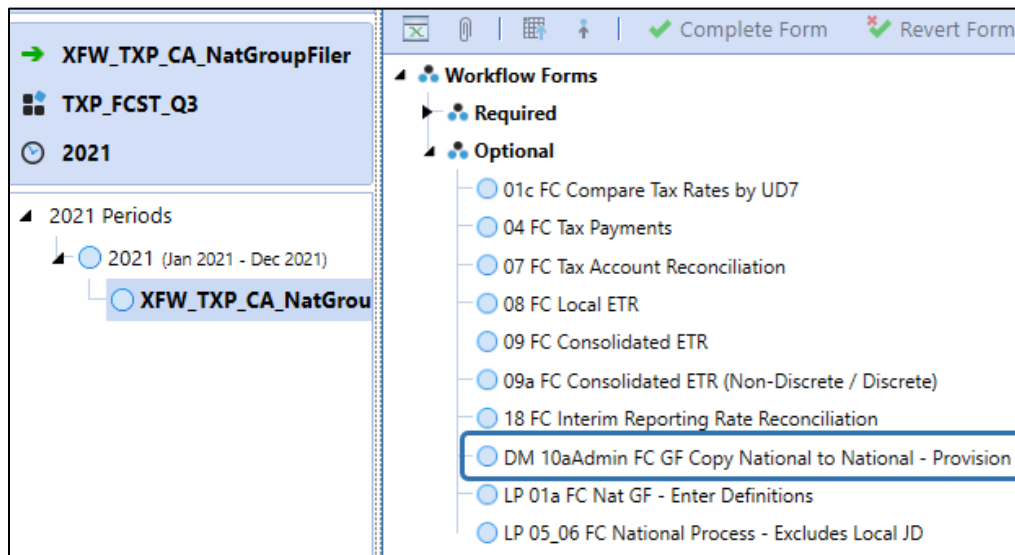 XFW_TXP_CA_NatGroupFiler
TXP_FCST_Q3
2021
2021 Periods
2021 (Jan 2021 - Dec 2021)
XFW_TXP_CA_NatGrou
Complete Form
Revert Form
Workflow Forms
Required
Optional
01c FC Compare Tax Rates by UD7
04 FC Tax Payments
07 FC Tax Account Reconciliation
08 FC Local ETR
09 FC Consolidated ETR
09a FC Consolidated ETR (Non-Discrete / Discrete)
18 FC Interim Reporting Rate Reconciliation
DM 10aAdmin FC GF Copy National to National - Provision
LP 01a FC Nat GF - Enter Definitions
LP 05_06 FC National Process - Excludes Local JD